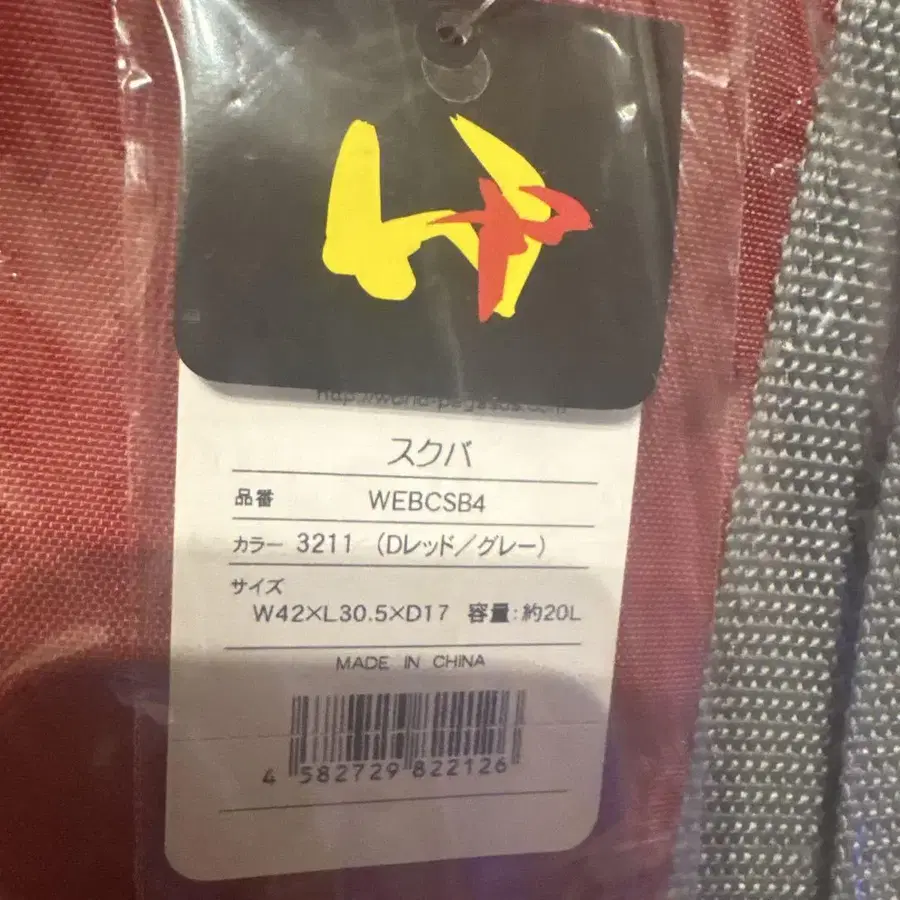 スクバ
品番 WEBCSB4
カラー 3211 (Dレッド/グレー)
サイズ
W42×L30.5×D17 容量:約20L
MADE IN CHINA
4 582729 822126